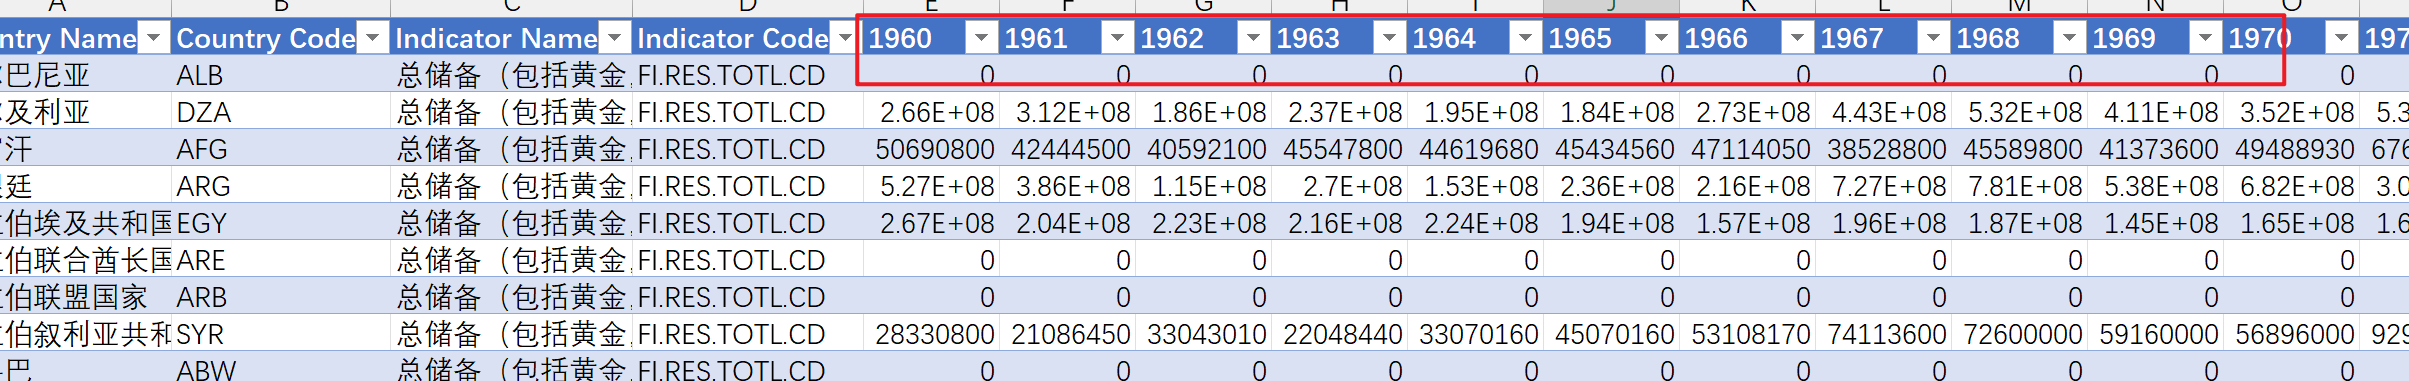 A B C D E F G H I J K L M N O
ntry Name Country Code Indicator Name Indicator Code 1960 1961 1962 1963 1964 1965 1966 1967 1968 1969 1970 197
巴尼亚 ALB 总储备（包括黄金, FI.RES.TOTL.CD 0 0 0 0 0 0 0 0 0 0 0
及利亚 DZA 总储备（包括黄金, FI.RES.TOTL.CD 2.66E+08 3.12E+08 1.86E+08 2.37E+08 1.95E+08 1.84E+08 2.73E+08 4.43E+08 5.32E+08 4.11E+08 3.52E+08 5.3
汗 AFG 总储备（包括黄金, FI.RES.TOTL.CD 50690800 42444500 40592100 45547800 44619680 45434560 47114050 38528800 45589800 41373600 49488930 676
廷 ARG 总储备（包括黄金, FI.RES.TOTL.CD 5.27E+08 3.86E+08 1.15E+08 2.7E+08 1.53E+08 2.36E+08 2.16E+08 7.27E+08 7.81E+08 5.38E+08 6.82E+08 3.0
伯埃及共和国 EGY 总储备（包括黄金, FI.RES.TOTL.CD 2.67E+08 2.04E+08 2.23E+08 2.16E+08 2.24E+08 1.94E+08 1.57E+08 1.96E+08 1.87E+08 1.45E+08 1.65E+08 1.6
伯联合酋长国 ARE 总储备（包括黄金, FI.RES.TOTL.CD 0 0 0 0 0 0 0 0 0 0 0
伯联盟国家 ARB 总储备（包括黄金, FI.RES.TOTL.CD 0 0 0 0 0 0 0 0 0 0 0
伯叙利亚共和 SYR 总储备（包括黄金, FI.RES.TOTL.CD 28330800 21086450 33043010 22048440 33070160 45070160 53108170 74113600 72600000 59160000 56896000 929
巴 ABW 总储备（包括黄金, FI.RES.TOTL.CD 0 0 0 0 0 0 0 0 0 0 0